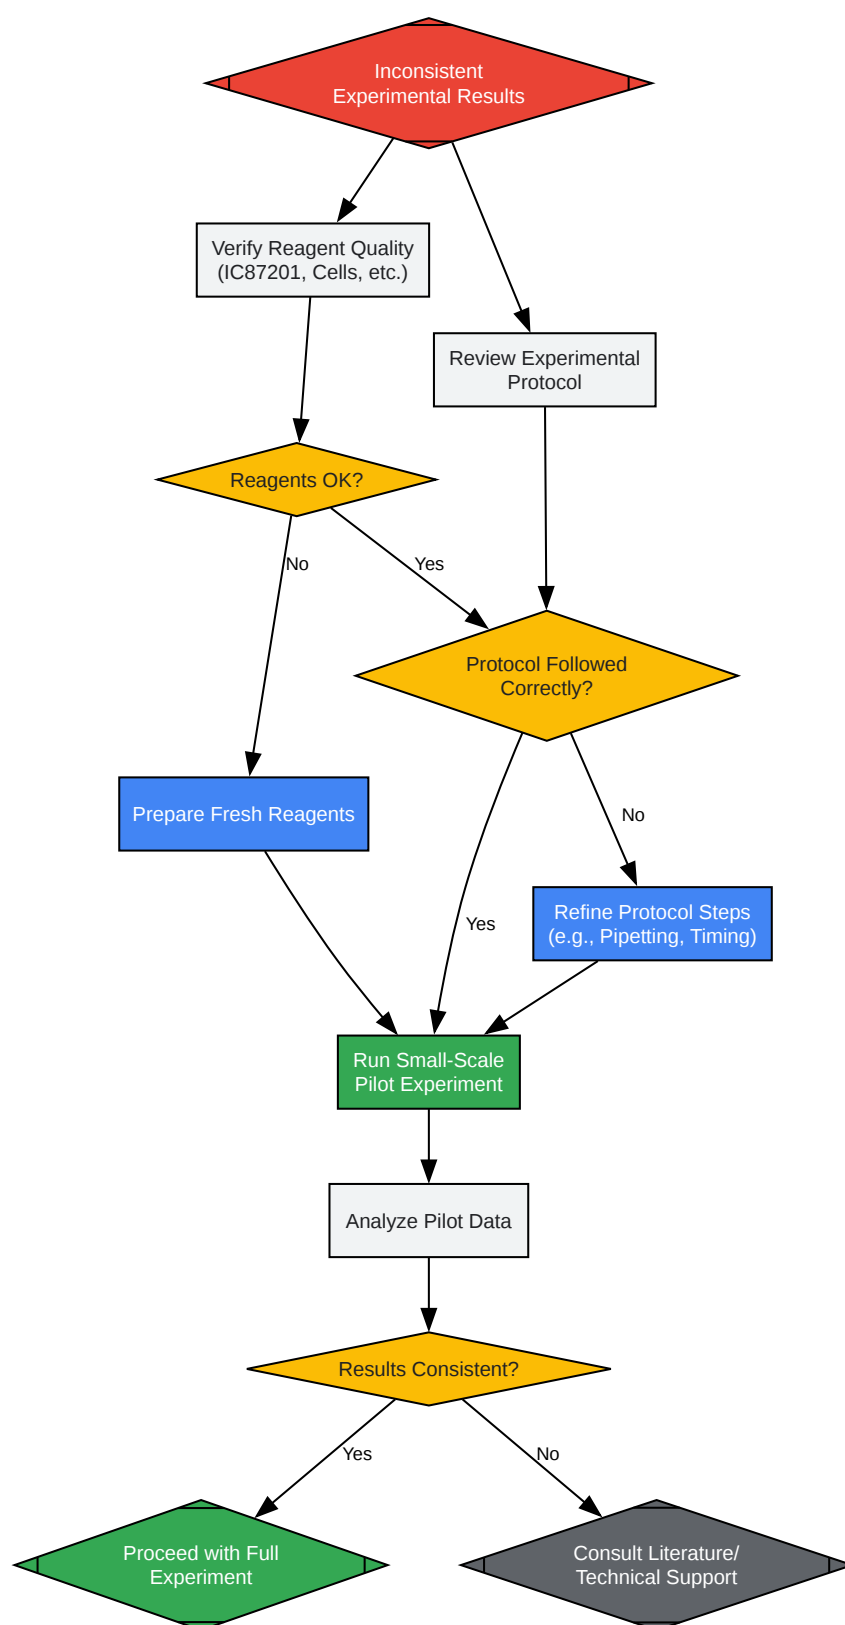 Inconsistent
Experimental Results
Verify Reagent Quality
(IC87201, Cells, etc.)
Review Experimental
Protocol
Reagents OK?
No
Yes
Protocol Followed
Correctly?
Prepare Fresh Reagents
No
Yes
Refine Protocol Steps
(e.g., Pipetting, Timing)
Run Small-Scale
Pilot Experiment
Analyze Pilot Data
Results Consistent?
Yes
No
Proceed with Full
Experiment
Consult Literature/
Technical Support